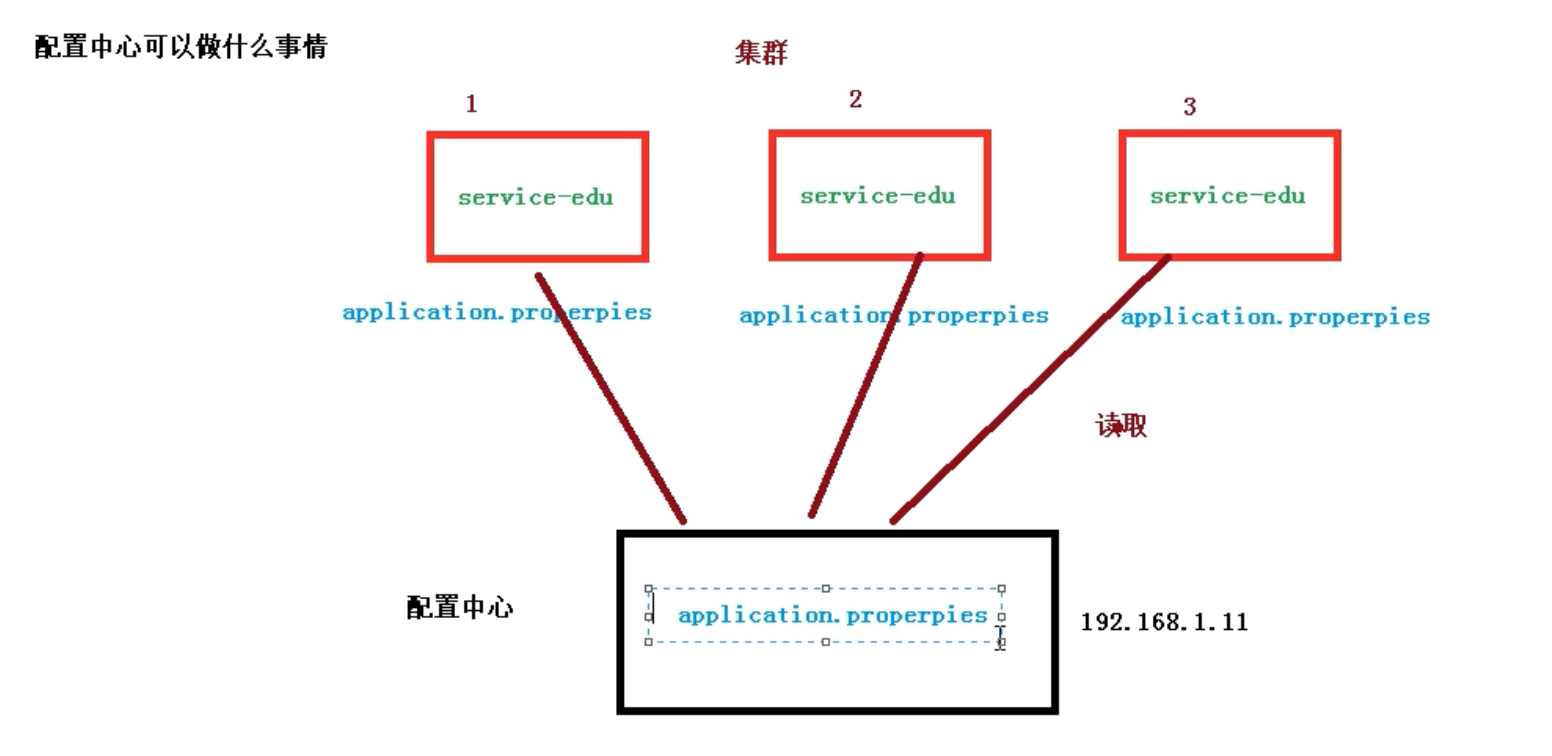 配置中心可以做什么事情
集群
1
2
3
service-edu
service-edu
service-edu
application.properpies
application.properpies
application.properpies
读取
配置中心
application.properpies
192.168.1.11